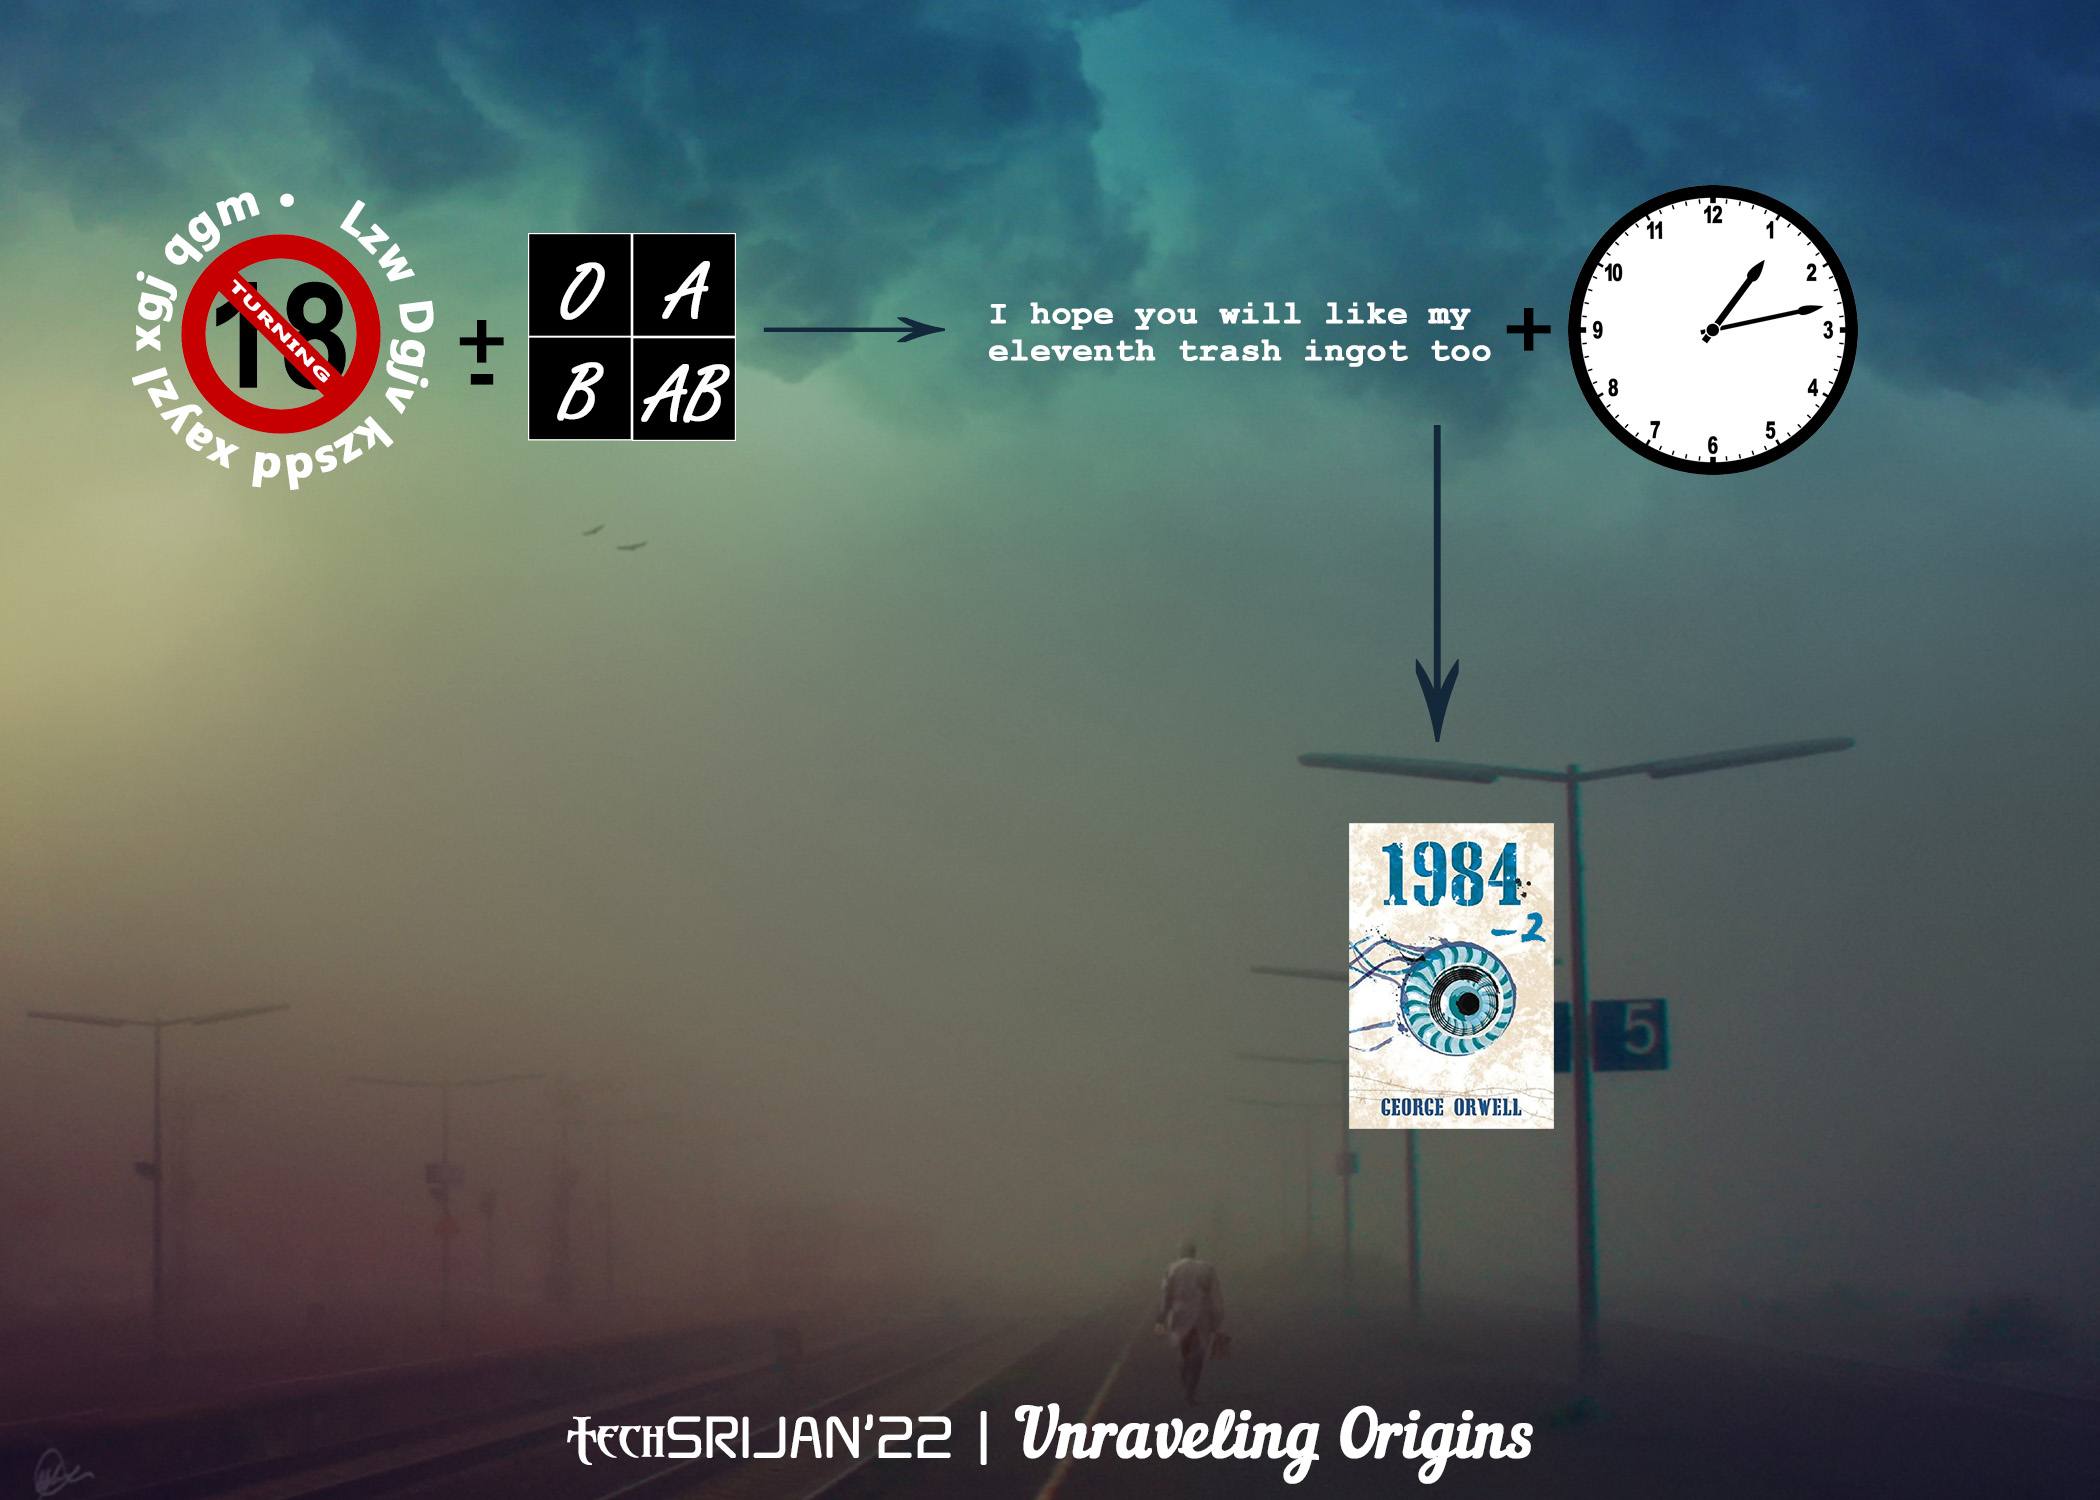 Lzw Dgjv kzsdd xayzl xgj qgm •
18
TURNING
±
O A
B AB
I hope you will like my
eleventh trash ingot too
+
12
11 1
10 2
9 3
8 4
7 5
6
1984
-2
GEORGE ORWELL
5
TECHSRIJAN'22 | Unraveling Origins